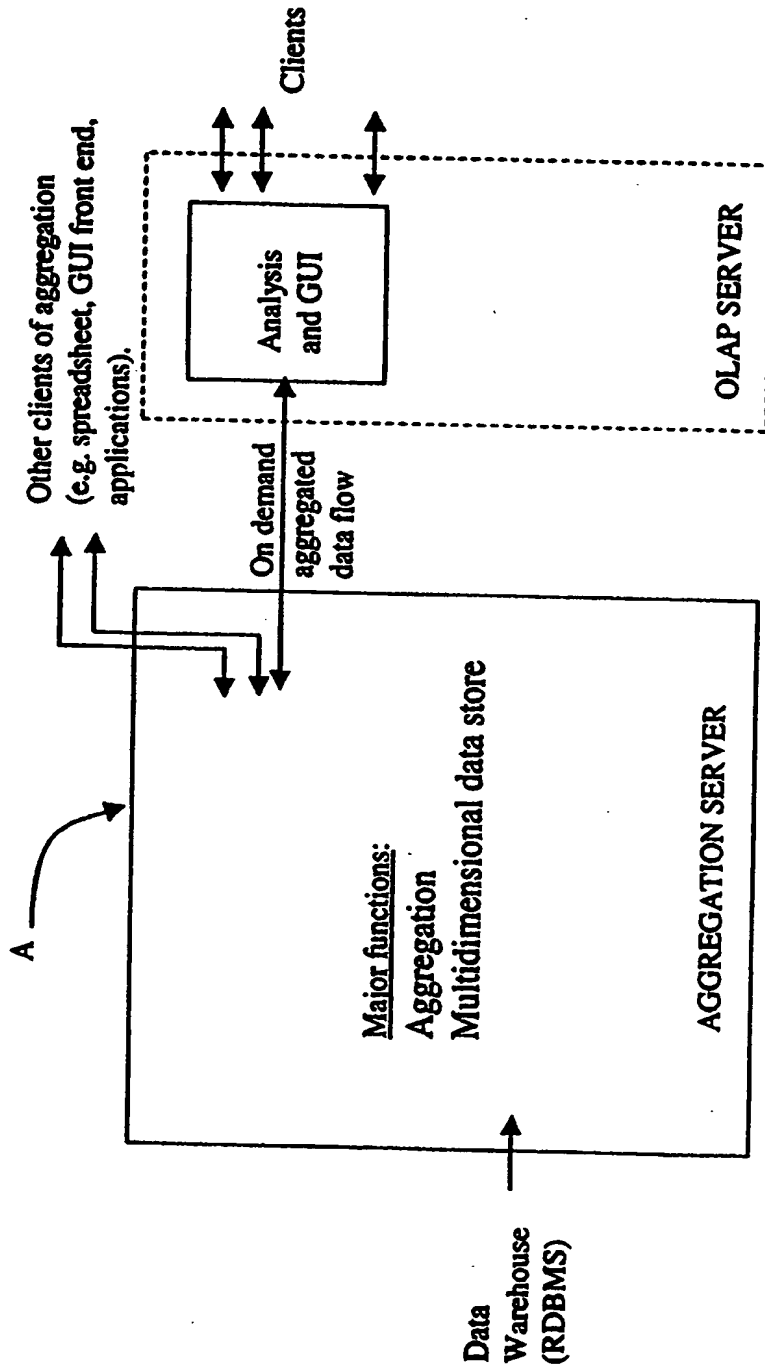 A
Other clients of aggregation
(e.g. spreadsheet, GUI front end,
applications).
Data
Warehouse
(RDBMS)
Major functions:
Aggregation
Multidimensional data store
AGGREGATION SERVER
On demand
aggregated
data flow
Analysis
and GUI
OLAP SERVER
Clients